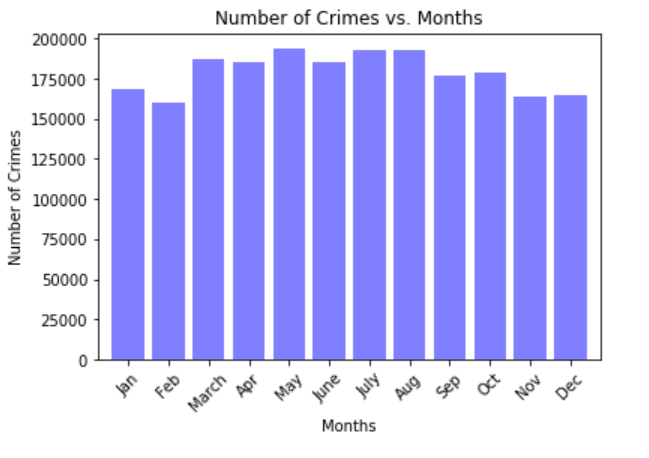 Number of Crimes vs. Months
200000
175000
150000
125000
100000
75000
50000
25000
0
Number of Crimes
Jan
Feb
March
Apr
May
June
July
Aug
Sep
Oct
Nov
Dec
Months